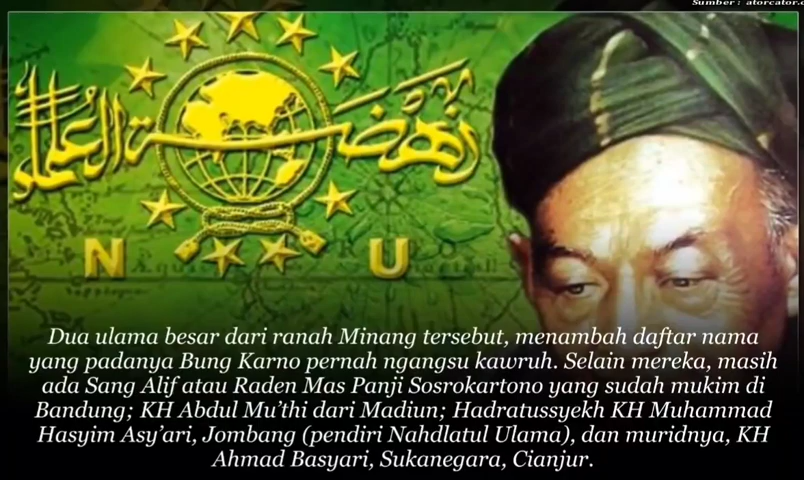 Sumber : atorcator.c
نهضة العلماء
N U
Dua ulama besar dari ranah Minang tersebut, menambah daftar nama
yang padanya Bung Karno pernah ngangsu kawruh. Selain mereka, masih
ada Sang Alif atau Raden Mas Panji Sosrokartono yang sudah mukim di
Bandung; KH Abdul Mu’thi dari Madiun; Hadratussyekh KH Muhammad
Hasyim Asy’ari, Jombang (pendiri Nahdlatul Ulama), dan muridnya, KH
Ahmad Basyari, Sukanegara, Cianjur.